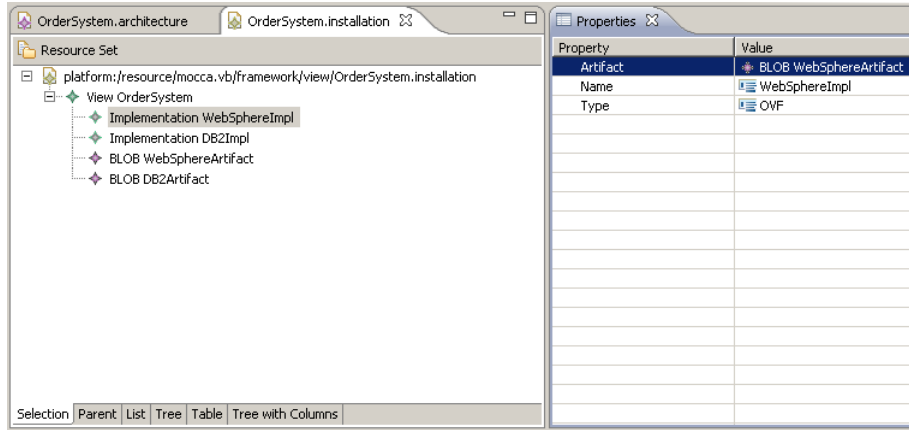 OrderSystem.architecture
OrderSystem.installation
Resource Set
platform:/resource/mocca.vb/framework/view/OrderSystem.installation
View OrderSystem
Implementation WebSphereImpl
Implementation DB2Impl
BLOB WebSphereArtifact
BLOB DB2Artifact
Selection Parent List Tree Table Tree with Columns
Properties
Property Value
Artifact BLOB WebSphereArtifact
Name WebSphereImpl
Type OVF